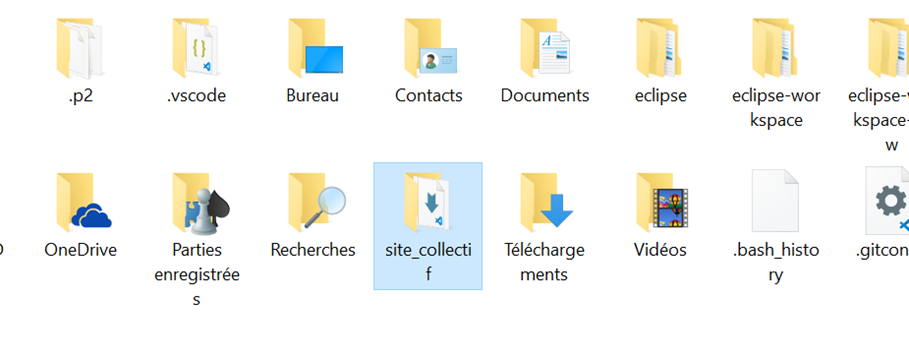 .p2 .vscode Bureau Contacts Documents eclipse eclipse-wor eclipse-w
kspace kspace-
w
OneDrive Parties Recherches site_collecti Télécharge Vidéos .bash_histo .gitcon
enregistrée f ments ry
s